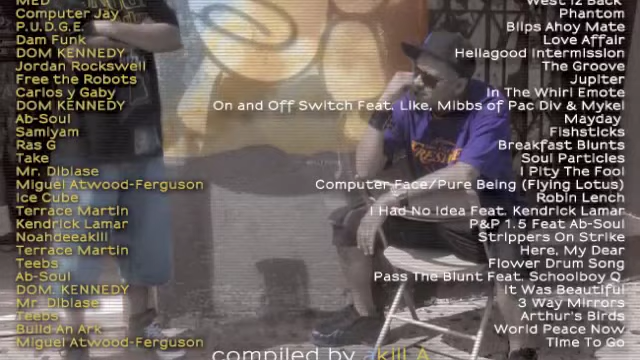 MED West Iz Back
Computer Jay Phantom
P.U.D.G.E. Blips Ahoy Mate
Dam Funk Love Affair
DOM KENNEDY Hellagood Intermission
Jordan Rockswell The Groove
Free the Robots Jupiter
Carlos y Gaby In The Whirl Emote
DOM KENNEDY On and Off Switch Feat. Like, Mibbs of Pac Div & Mykel
Ab-Soul Mayday
Samiyam Fishsticks
Ras G Breakfast Blunts
Take Soul Particles
Mr. Dibiase I Pity The Fool
Miguel Atwood-Ferguson Computer Face/Pure Being (Flying Lotus)
Ice Cube Robin Lench
Terrace Martin I Had No Idea Feat. Kendrick Lamar
Kendrick Lamar P&P 1.5 Feat Ab-Soul
Noahdeeakili Strippers On Strike
Terrace Martin Here, My Dear
Teebs Flower Drum Song
Ab-Soul Pass The Blunt Feat. Schoolboy Q
DOM. KENNEDY It Was Beautiful
Mr Dibiase 3 Way Mirrors
Teebs Arthur's Birds
Build An Ark World Peace Now
Miguel Atwood-Ferguson Time To Go
compiled by akill A